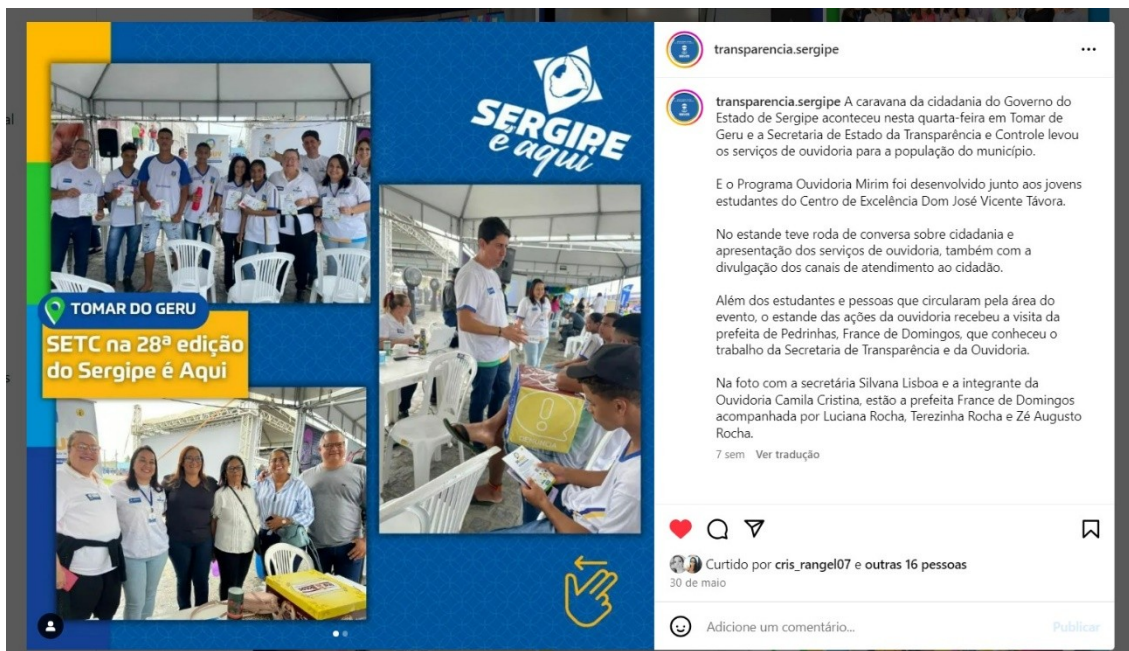 SERGIPE
é aqui
TOMAR DO GERU
SETC na 28ª edição
do Sergipe é Aqui
transparencia.sergipe
transparencia.sergipe A caravana da cidadania do Governo do
Estado de Sergipe aconteceu nesta quarta-feira em Tomar de
Geru e a Secretaria de Estado da Transparência e Controle levou
os serviços de ouvidoria para a população do município.
E o Programa Ouvidoria Mirim foi desenvolvido junto aos jovens
estudantes do Centro de Excelência Dom José Vicente Távora.
No estande teve roda de conversa sobre cidadania e
apresentação dos serviços de ouvidoria, também com a
divulgação dos canais de atendimento ao cidadão.
Além dos estudantes e pessoas que circularam pela área do
evento, o estande das ações da ouvidoria recebeu a visita da
prefeita de Pedrinhas, France de Domingos, que conheceu o
trabalho da Secretaria de Transparência e da Ouvidoria.
Na foto com a secretária Silvana Lisboa e a integrante da
Ouvidoria Camila Cristina, estão a prefeita France de Domingos
acompanhada por Luciana Rocha, Terezinha Rocha e Zé Augusto
Rocha.
7 sem Ver tradução
Curtido por cris_rangel07 e outras 16 pessoas
30 de maio
Adicione um comentário...
Publicar